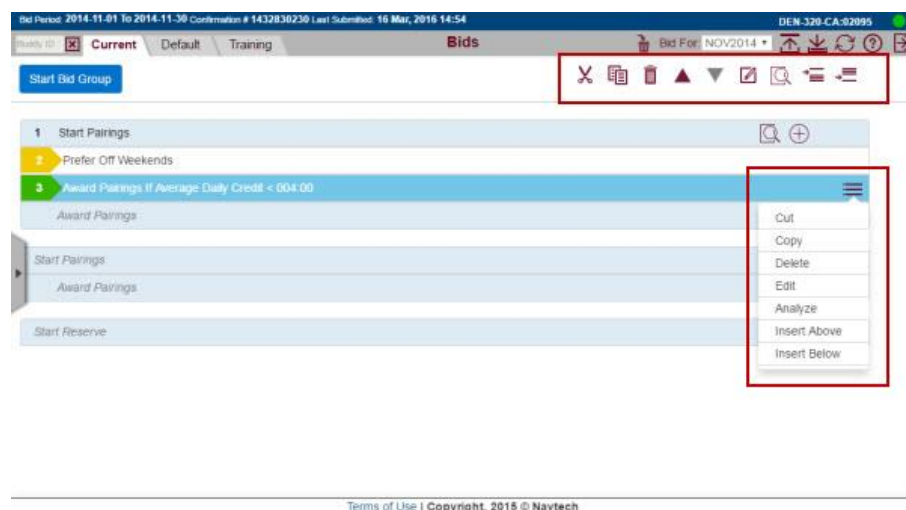 Bid Period: 2014-11-01 To 2014-11-30 Confirmation # 1432830230 Last Submitted: 16 Mar, 2016 14:54 DEN-320-CA:02095
Buddy ID Current Default Training Bids Bid For: NOV2014
Start Bid Group
1 Start Pairings
2 Prefer Off Weekends
3 Award Pairings If Average Daily Credit < 004:00
Award Pairings
Cut
Copy
Start Pairings
Delete
Award Pairings
Edit
Analyze
Start Reserve
Insert Above
Insert Below
Terms of Use | Copyright, 2015 © Navtech